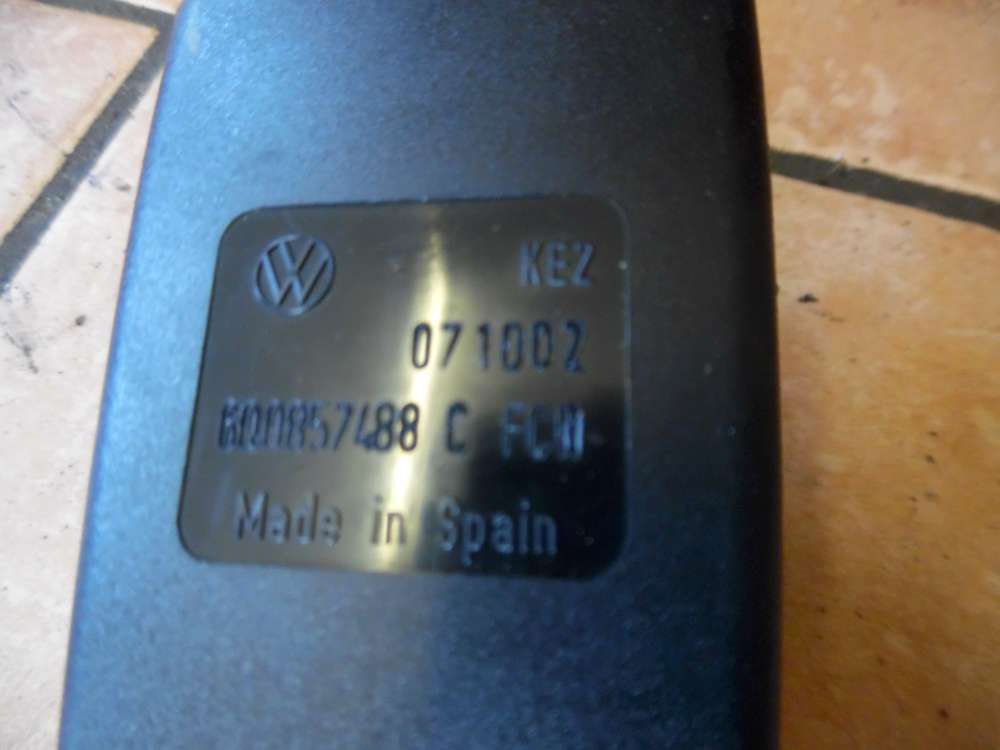 KEZ
071002
6Q0857488 C FCW
Made in Spain